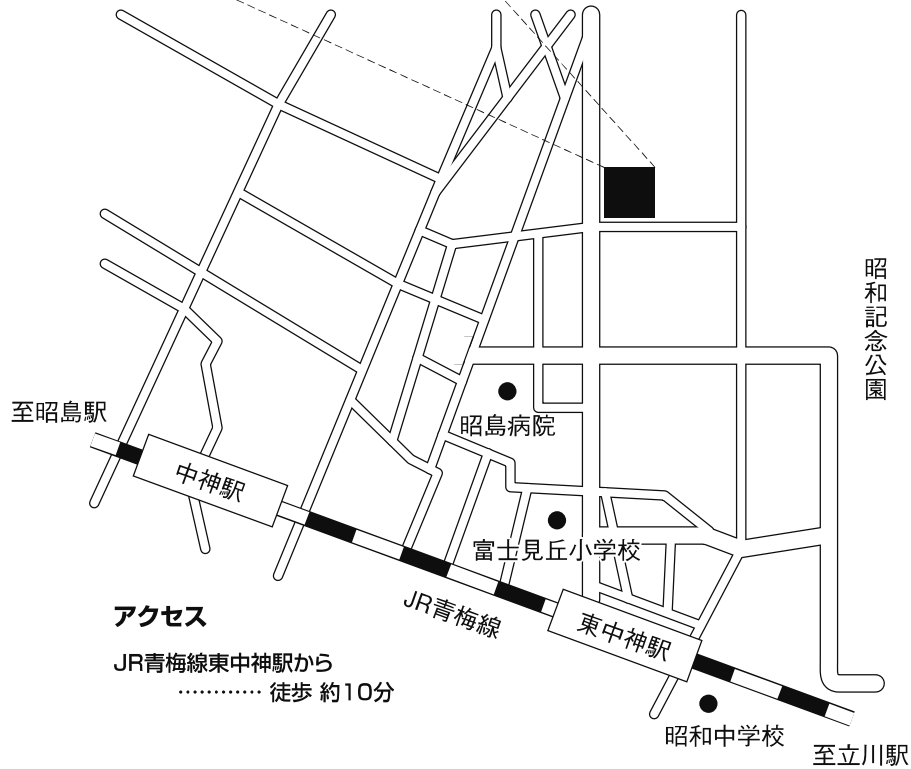 昭和記念公園
至昭島駅
昭島病院
中神駅
富士見丘小学校
JR青梅線
東中神駅
アクセス
JR青梅線東中神駅から
………… 徒歩 約10分
昭和中学校
至立川駅